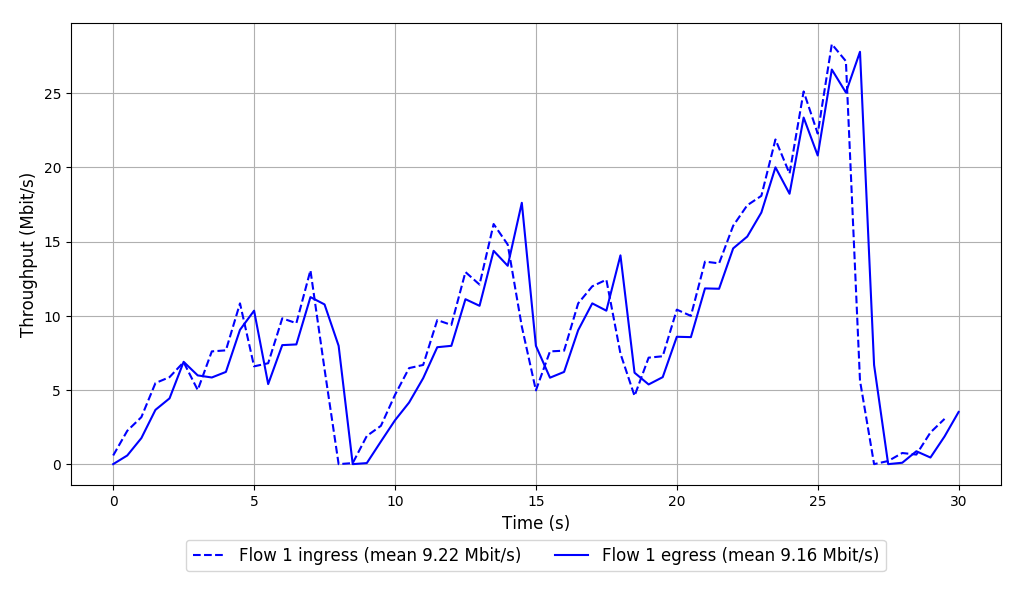 25
20
15
10
5
0
Throughput (Mbit/s)
0 5 10 15 20 25 30
Time (s)
Flow 1 ingress (mean 9.22 Mbit/s) Flow 1 egress (mean 9.16 Mbit/s)